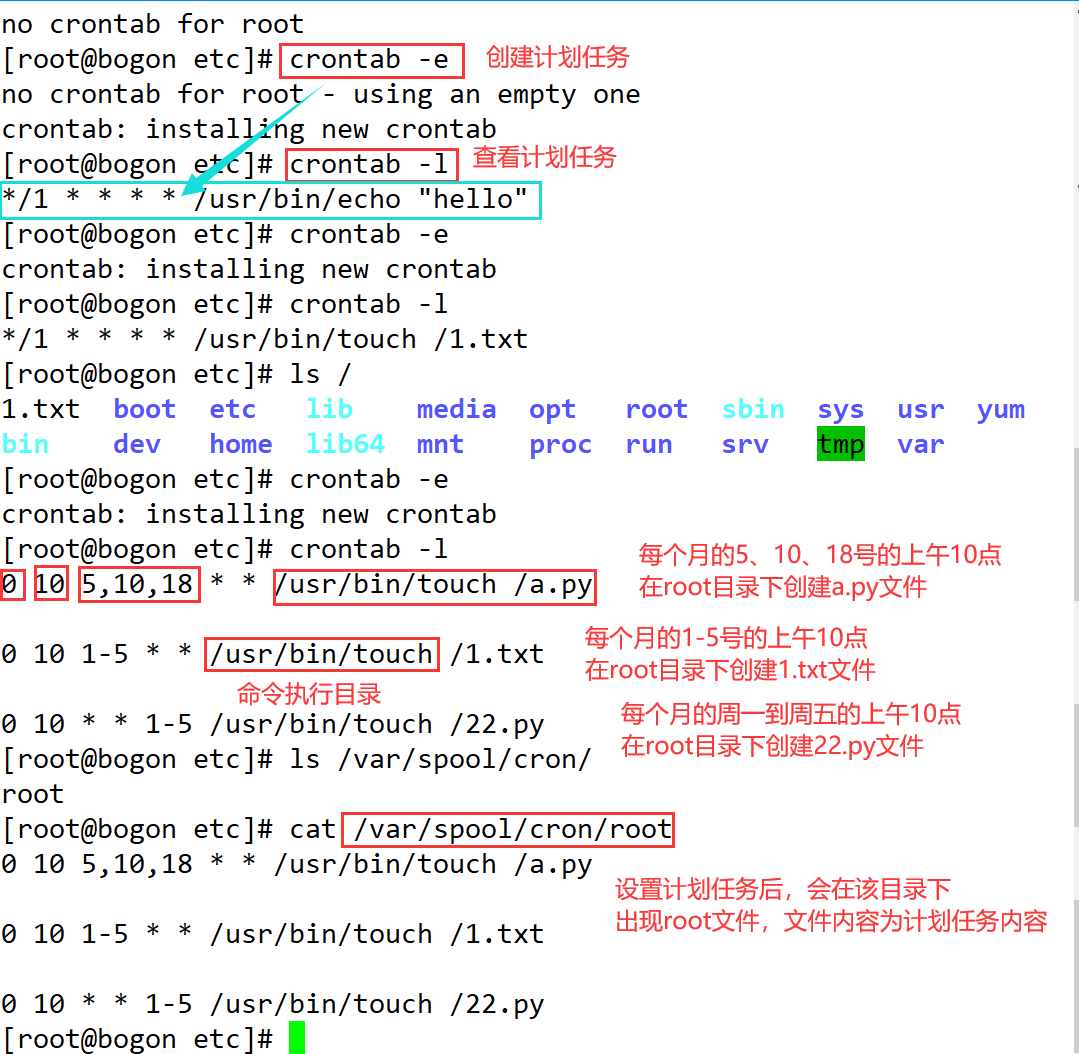 no crontab for root
[root@bogon etc]# crontab -e 创建计划任务
no crontab for root - using an empty one
crontab: installing new crontab
[root@bogon etc]# crontab -l 查看计划任务
*/1 * * * * /usr/bin/echo "hello"
[root@bogon etc]# crontab -e
crontab: installing new crontab
[root@bogon etc]# crontab -l
*/1 * * * * /usr/bin/touch /1.txt
[root@bogon etc]# ls /
1.txt boot etc lib media opt root sbin sys usr yum
bin dev home lib64 mnt proc run srv tmp var
[root@bogon etc]# crontab -e
crontab: installing new crontab
[root@bogon etc]# crontab -l
每个月的5、10、18号的上午10点
0 10 5,10,18 * * /usr/bin/touch /a.py 在root目录下创建a.py文件
每个月的1-5号的上午10点
0 10 1-5 * * /usr/bin/touch /1.txt 在root目录下创建1.txt文件
命令执行目录
每个月的周一到周五的上午10点
0 10 * * 1-5 /usr/bin/touch /22.py 在root目录下创建22.py文件
[root@bogon etc]# ls /var/spool/cron/
root
[root@bogon etc]# cat /var/spool/cron/root
0 10 5,10,18 * * /usr/bin/touch /a.py
设置计划任务后，会在该目录下
出现root文件，文件内容为计划任务内容
0 10 1-5 * * /usr/bin/touch /1.txt
0 10 * * 1-5 /usr/bin/touch /22.py
[root@bogon etc]#